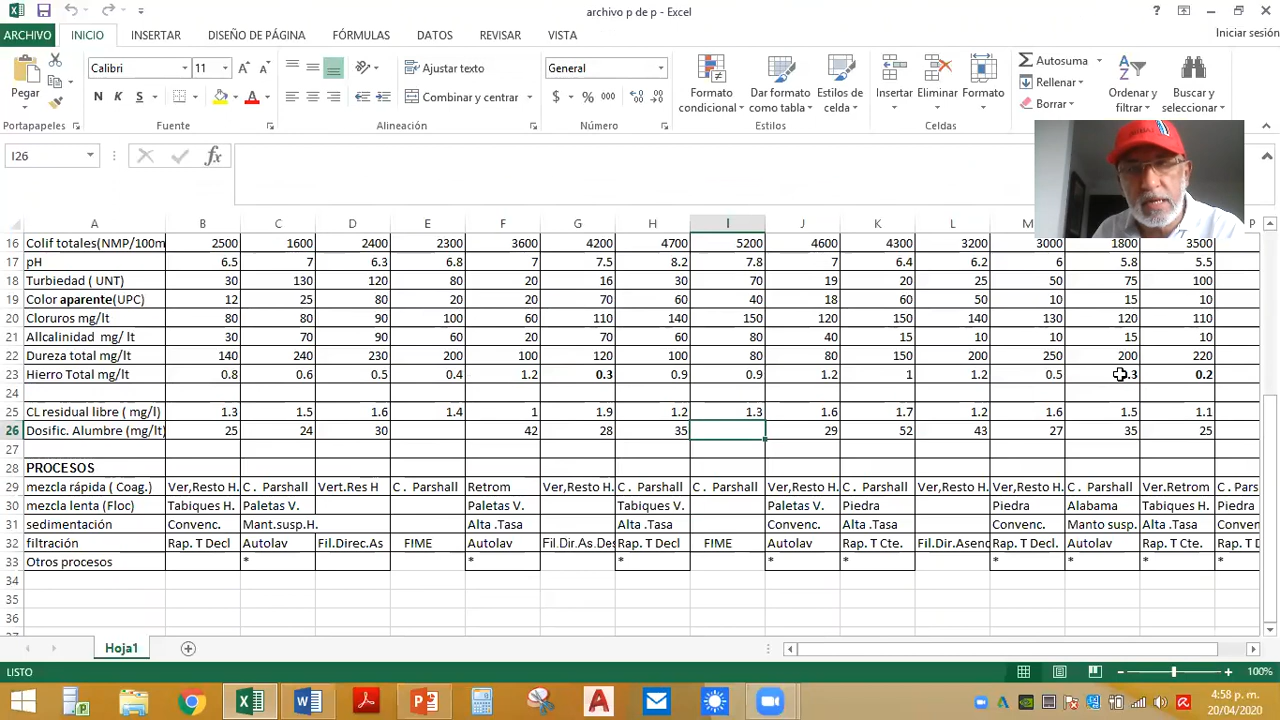 archivo p de p - Excel
ARCHIVO INICIO INSERTAR DISEÑO DE PÁGINA FÓRMULAS DATOS REVISAR VISTA Iniciar sesión
Calibri 11 Ajustar texto General Autosuma
Pegar N K S Combinar y centrar $ % 000 Formato condicional Dar formato como tabla Estilos de celda Insertar Eliminar Formato Rellenar Borrar Ordenar y filtrar Buscar y seleccionar
Portapapeles Fuente Alineación Número Estilos Celdas
I26 fx
A B C D E F G H I J K L M P
16 Colif totales(NMP/100m 2500 1600 2400 2300 3600 4200 4700 5200 4600 4300 3200 3000 1800 3500
17 pH 6.5 7 6.3 6.8 7 7.5 8.2 7.8 7 6.4 6.2 6 5.8 5.5
18 Turbiedad ( UNT) 30 130 120 80 20 16 30 70 19 20 25 50 75 100
19 Color aparente(UPC) 12 25 80 20 20 70 60 40 18 60 50 10 15 10
20 Cloruros mg/lt 80 80 90 100 60 110 140 150 120 150 140 130 120 110
21 Allcalinidad mg/ lt 30 70 90 60 20 70 60 80 40 15 10 10 15 10
22 Dureza total mg/lt 140 240 230 200 100 120 100 80 80 150 200 250 200 220
23 Hierro Total mg/lt 0.8 0.6 0.5 0.4 1.2 0.3 0.9 0.9 1.2 1 1.2 0.5 .3 0.2
24
25 CL residual libre ( mg/l) 1.3 1.5 1.6 1.4 1 1.9 1.2 1.3 1.6 1.7 1.2 1.6 1.5 1.1
26 Dosific. Alumbre (mg/lt) 25 24 30 42 28 35 29 52 43 27 35 25
27
28 PROCESOS
29 mezcla rápida ( Coag.) Ver,Resto H. C . Parshall Vert.Res H C . Parshall Retrom Ver,Resto H. C . Parshall C . Parshall Ver,Resto H. C . Parshall Ver,Resto H. Ver,Resto H. C . Parshall Ver.Retrom C . Pars
30 mezcla lenta (Floc) Tabiques H. Paletas V. Paletas V. Tabiques V. Paletas V. Piedra Piedra Alabama Tabiques H. Piedra
31 sedimentación Convenc. Mant.susp.H. Alta .Tasa Alta .Tasa Convenc. Alta .Tasa Convenc. Manto susp. Alta .Tasa Conven
32 filtración Rap. T Decl Autolav Fil.Direc.As FIME Autolav Fil.Dir.As.Des Rap. T Decl FIME Autolav Rap. T Cte. Fil.Dir.Asend Rap. T Decl. Autolav Rap. T Cte. Rap. T D
33 Otros procesos * * * * * * * * *
34
35
36
Hoja1
LISTO 100%
4:58 p. m.
20/04/2020